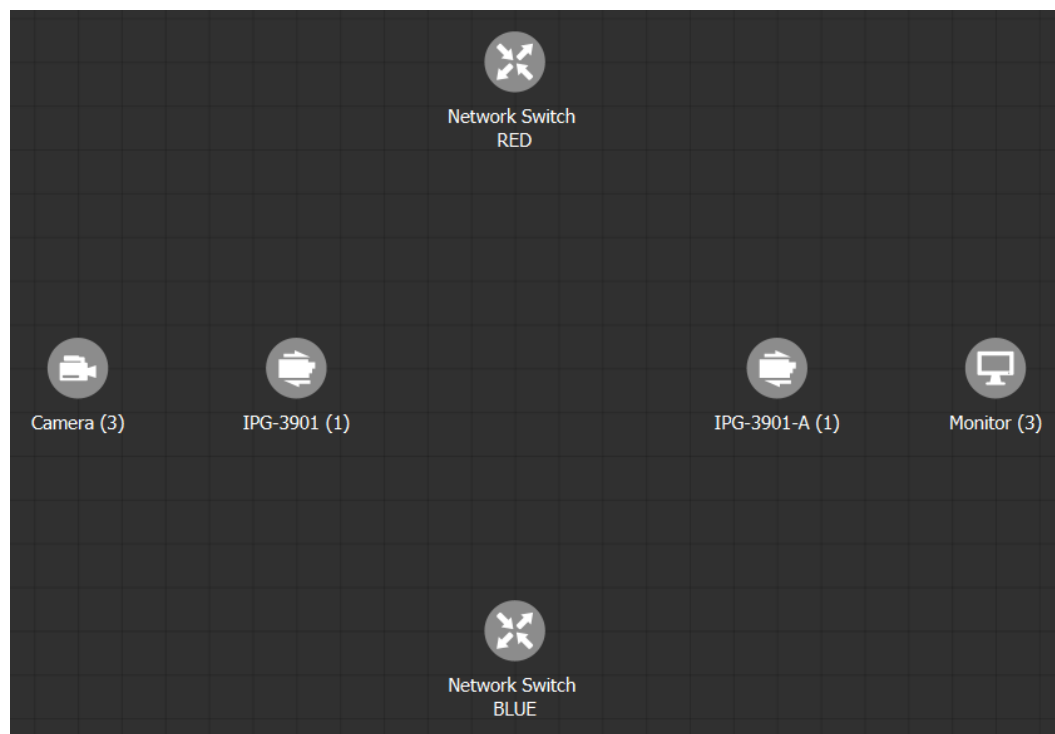 Network Switch
RED
Camera (3)
IPG-3901 (1)
IPG-3901-A (1)
Monitor (3)
Network Switch
BLUE